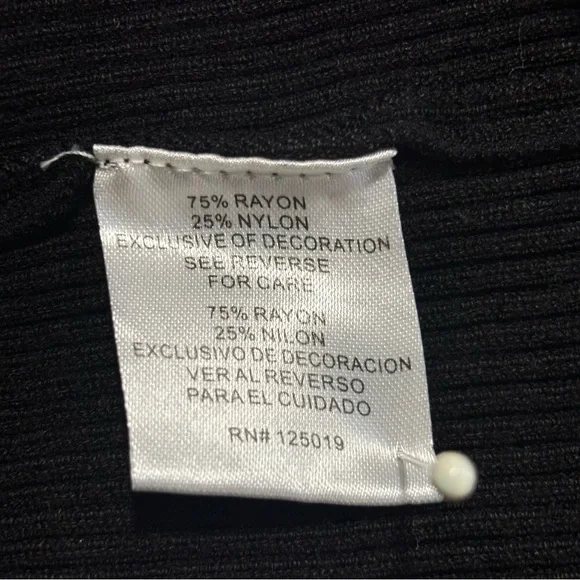 75% RAYON
25% NYLON
EXCLUSIVE OF DECORATION
SEE REVERSE
FOR CARE
75% RAYON
25% NILON
EXCLUSIVO DE DECORACION
VER AL REVERSO
PARA EL CUIDADO
RN# 125019